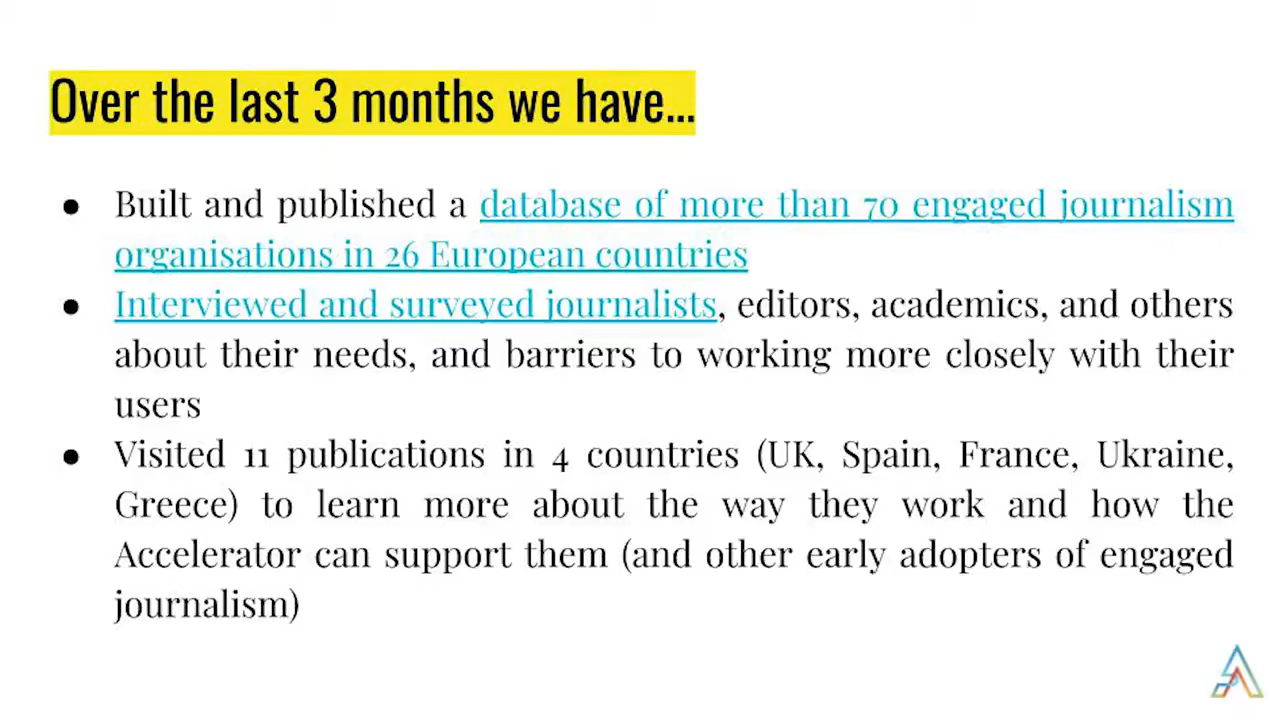 Over the last 3 months we have...
● Built and published a database of more than 70 engaged journalism
organisations in 26 European countries
● Interviewed and surveyed journalists, editors, academics, and others
about their needs, and barriers to working more closely with their
users
● Visited 11 publications in 4 countries (UK, Spain, France, Ukraine,
Greece) to learn more about the way they work and how the
Accelerator can support them (and other early adopters of engaged
journalism)